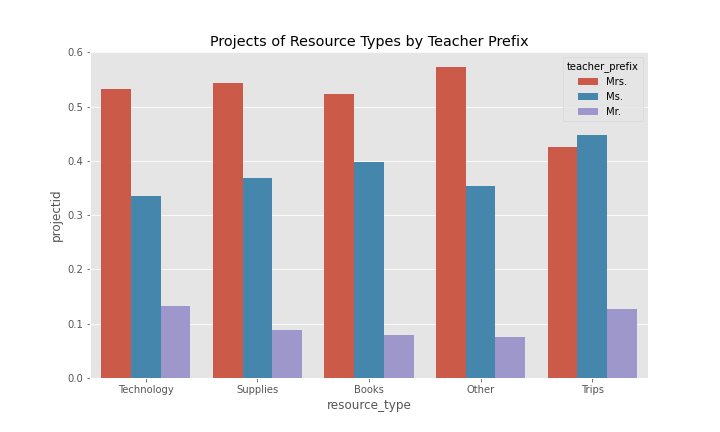 Projects of Resource Types by Teacher Prefix
0.6
0.5
0.4
0.3
0.2
0.1
0.0
projectid
teacher_prefix
Mrs.
Ms.
Mr.
Technology
Supplies
Books
Other
Trips
resource_type